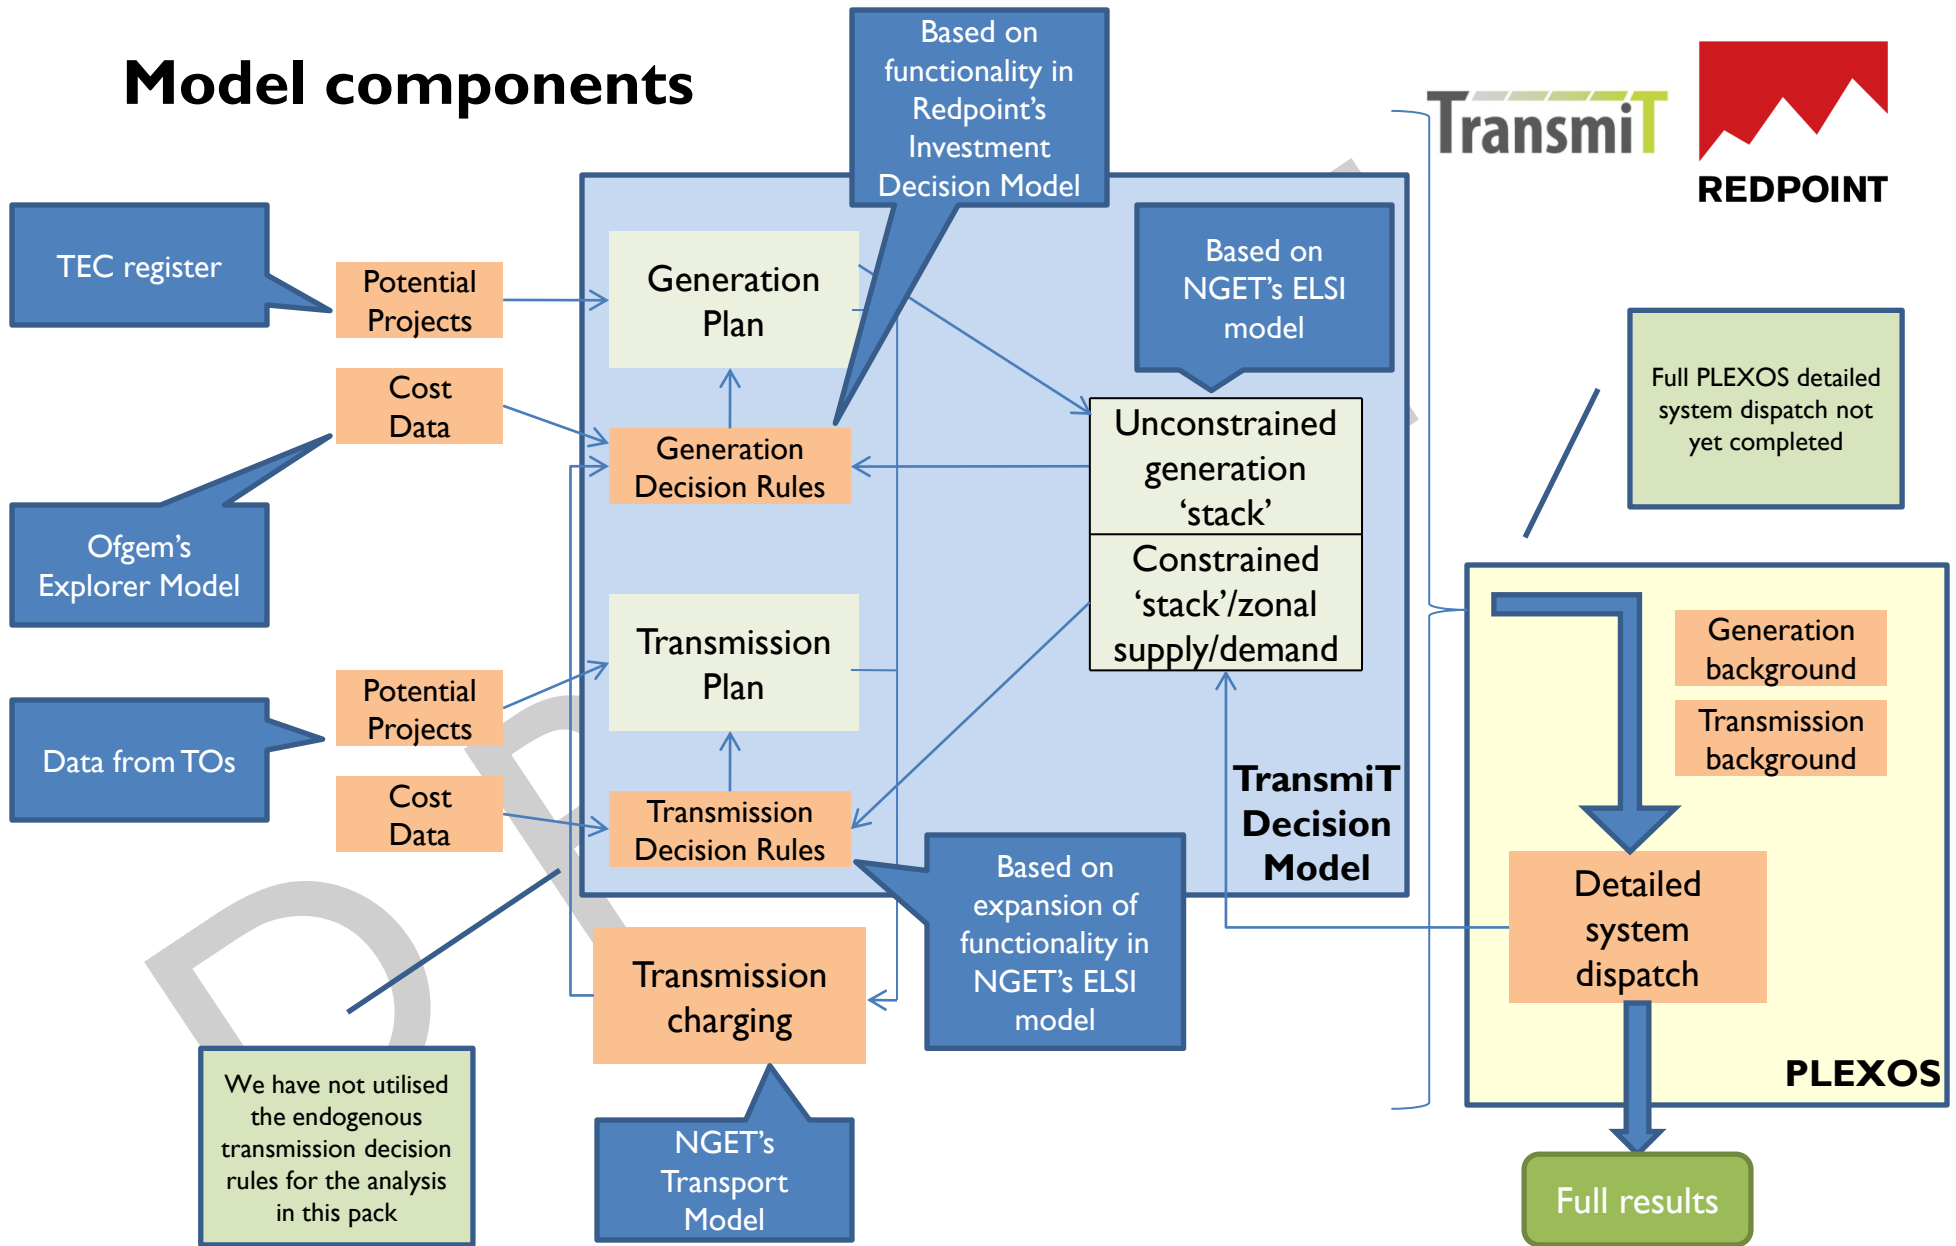 Model components
Based on
functionality in
Redpoint's
Investment
Decision Model
TransmiT
REDPOINT
TEC register
Potential
Projects
Generation
Plan
Based on
NGET's ELSI
model
Full PLEXOS detailed
system dispatch not
yet completed
Cost
Data
Generation
Decision Rules
Unconstrained
generation
'stack'
Constrained
'stack'/zonal
supply/demand
Ofgem's
Explorer Model
Transmission
Plan
Potential
Projects
Data from TOs
Cost
Data
Transmission
Decision Rules
TransmiT
Decision
Model
Generation
background
Transmission
background
Detailed
system
dispatch
PLEXOS
Based on
expansion of
functionality in
NGET's ELSI
model
Transmission
charging
We have not utilised
the endogenous
transmission decision
rules for the analysis
in this pack
NGET's
Transport
Model
Full results